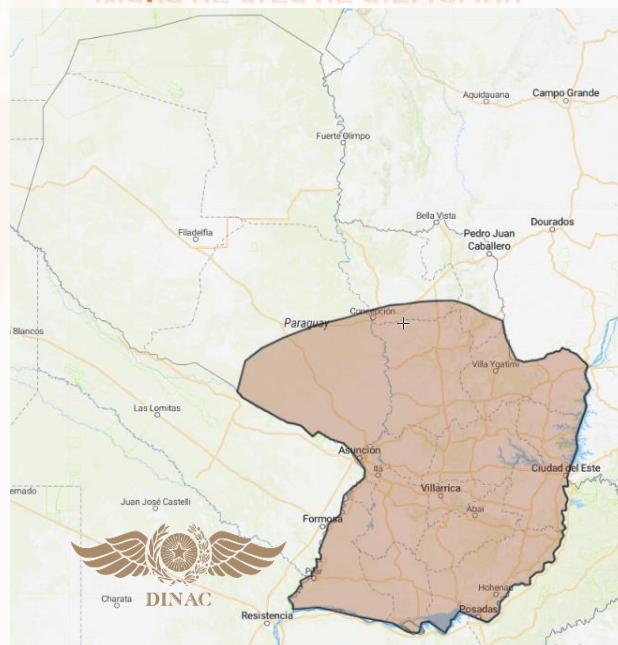 Aquidauana
Campo Grande
Fuerte Olimpo
Bella Vista
Dourados
Filadelfia
Pedro Juan
Caballero
Paraguay
Concepción
Blancos
Villa Ygatimi
Las Lomitas
Asunción
Itá
Ciudad del Este
Villarrica
Juan José Castelli
Abaí
Formosa
DINAC
Charata
Resistencia
Hohenau
Posadas